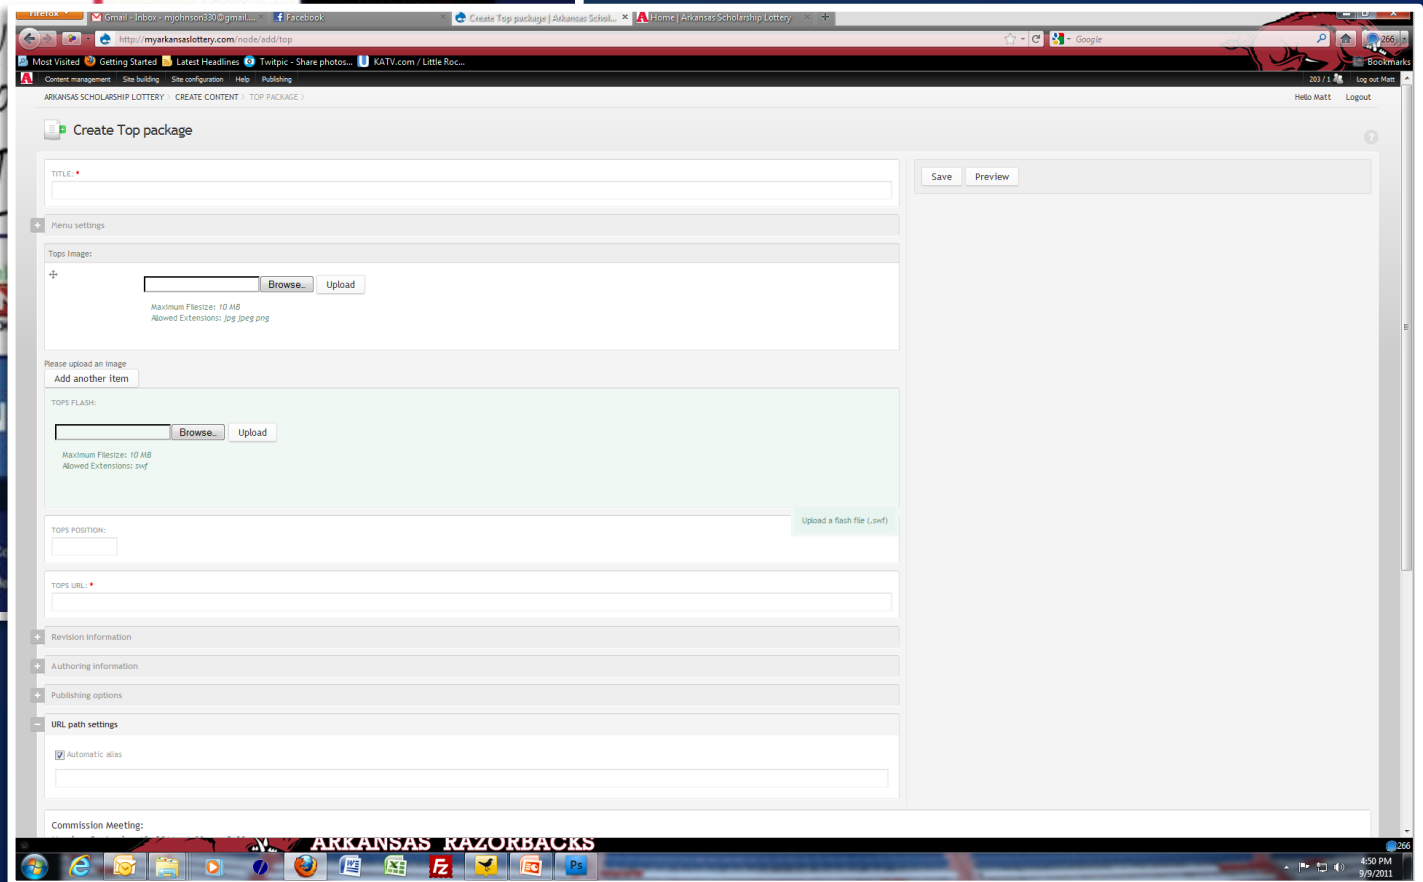 Firefox
Gmail - Inbox - mjohnson330@gmail....
Facebook
Create Top package | Arkansas Schol...
Home | Arkansas Scholarship Lottery
http://myarkansaslottery.com/node/add/top
Google
266
Most Visited
Getting Started
Latest Headlines
Twitpic - Share photos...
KATV.com / Little Roc...
Bookmarks
Content management
Site building
Site configuration
Help
Publishing
203 / 1
Log out Matt
ARKANSAS SCHOLARSHIP LOTTERY > CREATE CONTENT > TOP PACKAGE >
Hello Matt
Logout
Create Top package
?
TITLE: *
Save
Preview
Menu settings
Tops Image:
Browse...
Upload
Maximum Filesize: 10 MB
Allowed Extensions: jpg jpeg png
Please upload an image
Add another item
TOPS FLASH:
Browse...
Upload
Maximum Filesize: 10 MB
Allowed Extensions: swf
Upload a flash file (.swf)
TOPS POSITION:
TOPS URL: *
Revision information
Authoring information
Publishing options
URL path settings
Automatic alias
Commission Meeting:
ARKANSAS RAZORBACKS
266
Fz
Ps
4:50 PM
9/9/2011